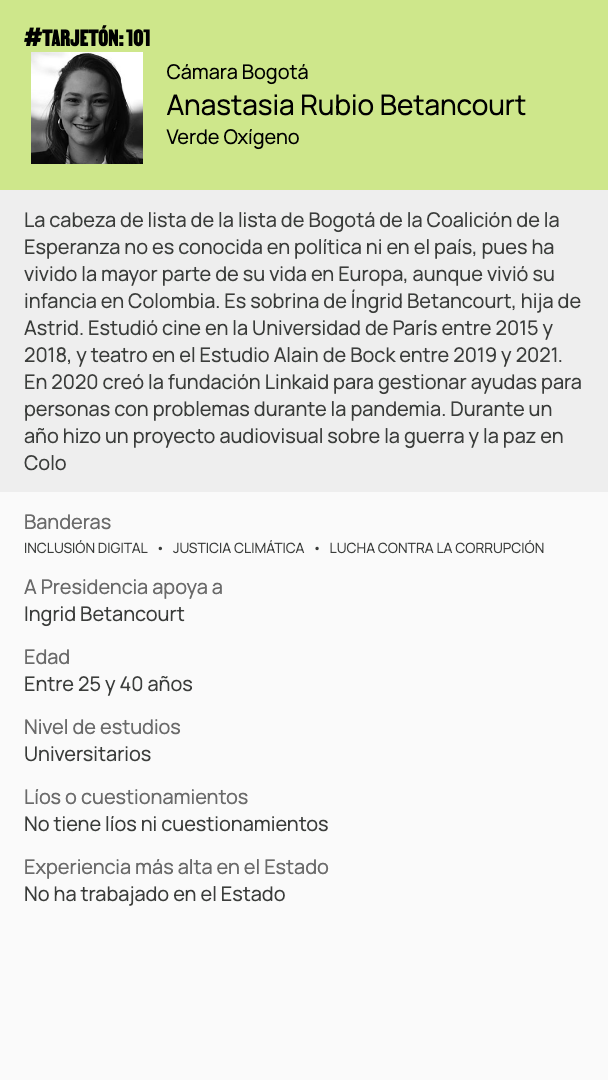 #TARJETÓN: 101
Cámara Bogotá
Anastasia Rubio Betancourt
Verde Oxígeno
La cabeza de lista de la lista de Bogotá de la Coalición de la
Esperanza no es conocida en política ni en el país, pues ha
vivido la mayor parte de su vida en Europa, aunque vivió su
infancia en Colombia. Es sobrina de Íngrid Betancourt, hija de
Astrid. Estudió cine en la Universidad de París entre 2015 y
2018, y teatro en el Estudio Alain de Bock entre 2019 y 2021.
En 2020 creó la fundación Linkaid para gestionar ayudas para
personas con problemas durante la pandemia. Durante un
año hizo un proyecto audiovisual sobre la guerra y la paz en
Colo
Banderas
INCLUSIÓN DIGITAL • JUSTICIA CLIMÁTICA • LUCHA CONTRA LA CORRUPCIÓN
A Presidencia apoya a
Ingrid Betancourt
Edad
Entre 25 y 40 años
Nivel de estudios
Universitarios
Líos o cuestionamientos
No tiene líos ni cuestionamientos
Experiencia más alta en el Estado
No ha trabajado en el Estado